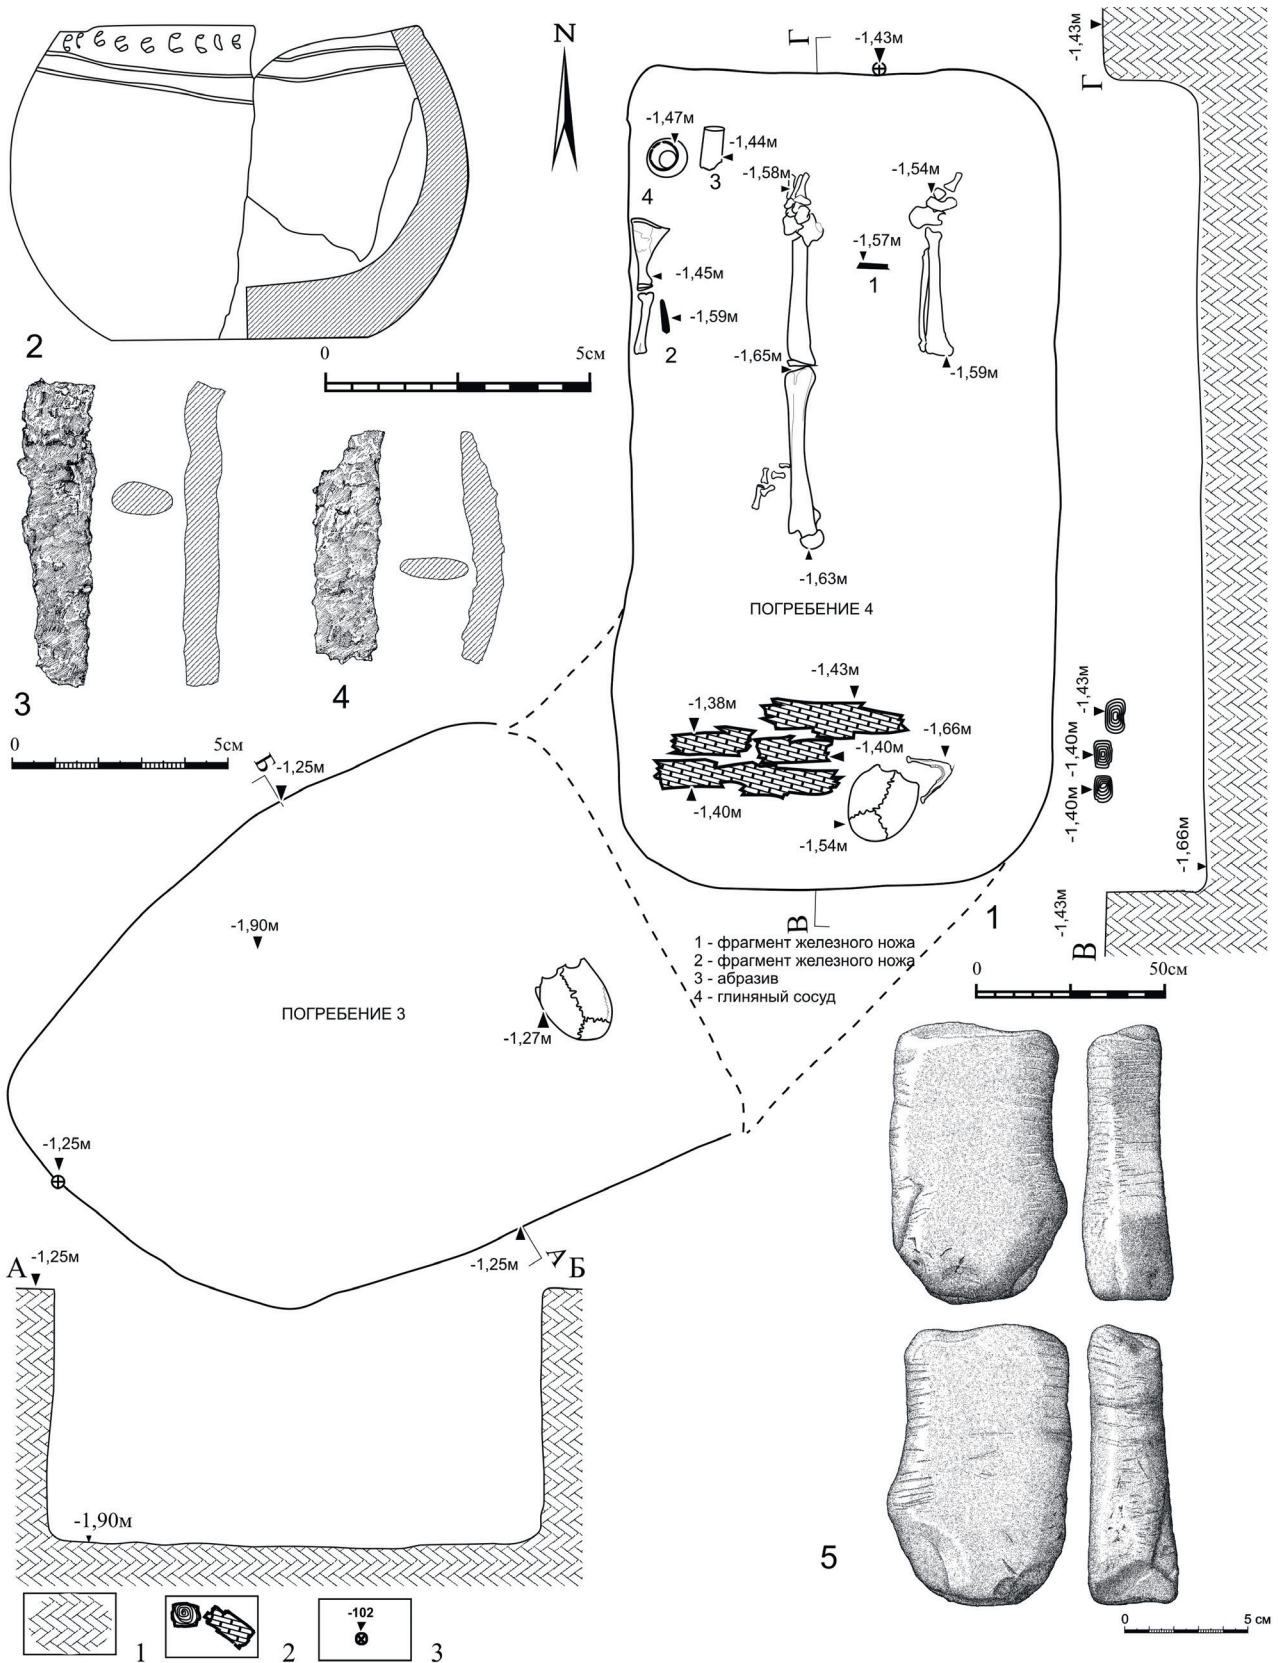 N
Г
-1,43м
-1,43м
Г
-1,47м
4
-1,44м
3
-1,58м
-1,54м
-1,57м
1
-1,45м
-1,59м
2
-1,65м
-1,59м
-1,63м
ПОГРЕБЕНИЕ 4
2
0
5см
3
4
0
5см
-1,43м
-1,38м
-1,66м
-1,40м
-1,40м
-1,54м
-1,43м
-1,40м
-1,40м
-1,66м
-1,43м
В
В
1
1 - фрагмент железного ножа
2 - фрагмент железного ножа
3 - абразив
4 - глиняный сосуд
0
50см
Б
-1,25м
-1,90м
ПОГРЕБЕНИЕ 3
-1,27м
-1,25м
-1,25м
А
А
-1,25м
Б
-1,90м
5
0
5 см
1
2
-102
3